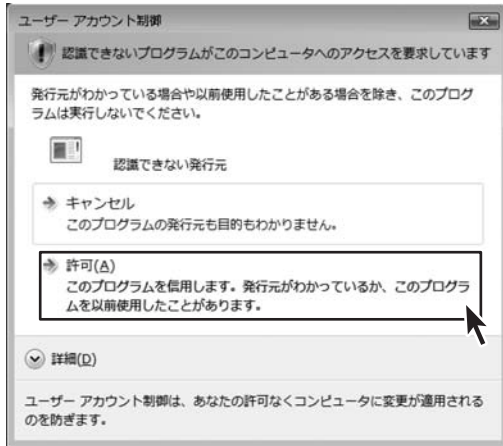 ユーザー アカウント制御
認識できないプログラムがこのコンピュータへのアクセスを要求しています
発行元がわかっている場合や以前使用したことがある場合を除き、このプログ
ラムは実行しないでください。
認識できない発行元
キャンセル
このプログラムの発行元も目的もわかりません。
許可(A)
このプログラムを信用します。発行元がわかっているか、このプログラ
ムを以前使用したことがあります。
詳細(D)
ユーザー アカウント制御は、あなたの許可なくコンピュータに変更が適用される
のを防ぎます。